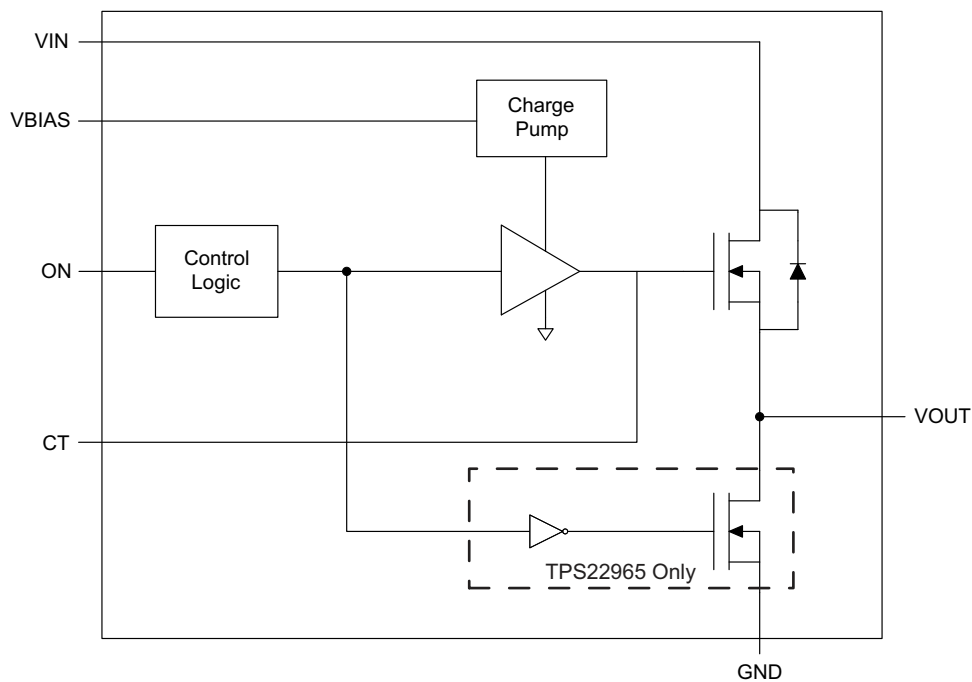 VIN
Charge
Pump
VBIAS
Control
Logic
ON
VOUT
CT
TPS22965 Only
GND